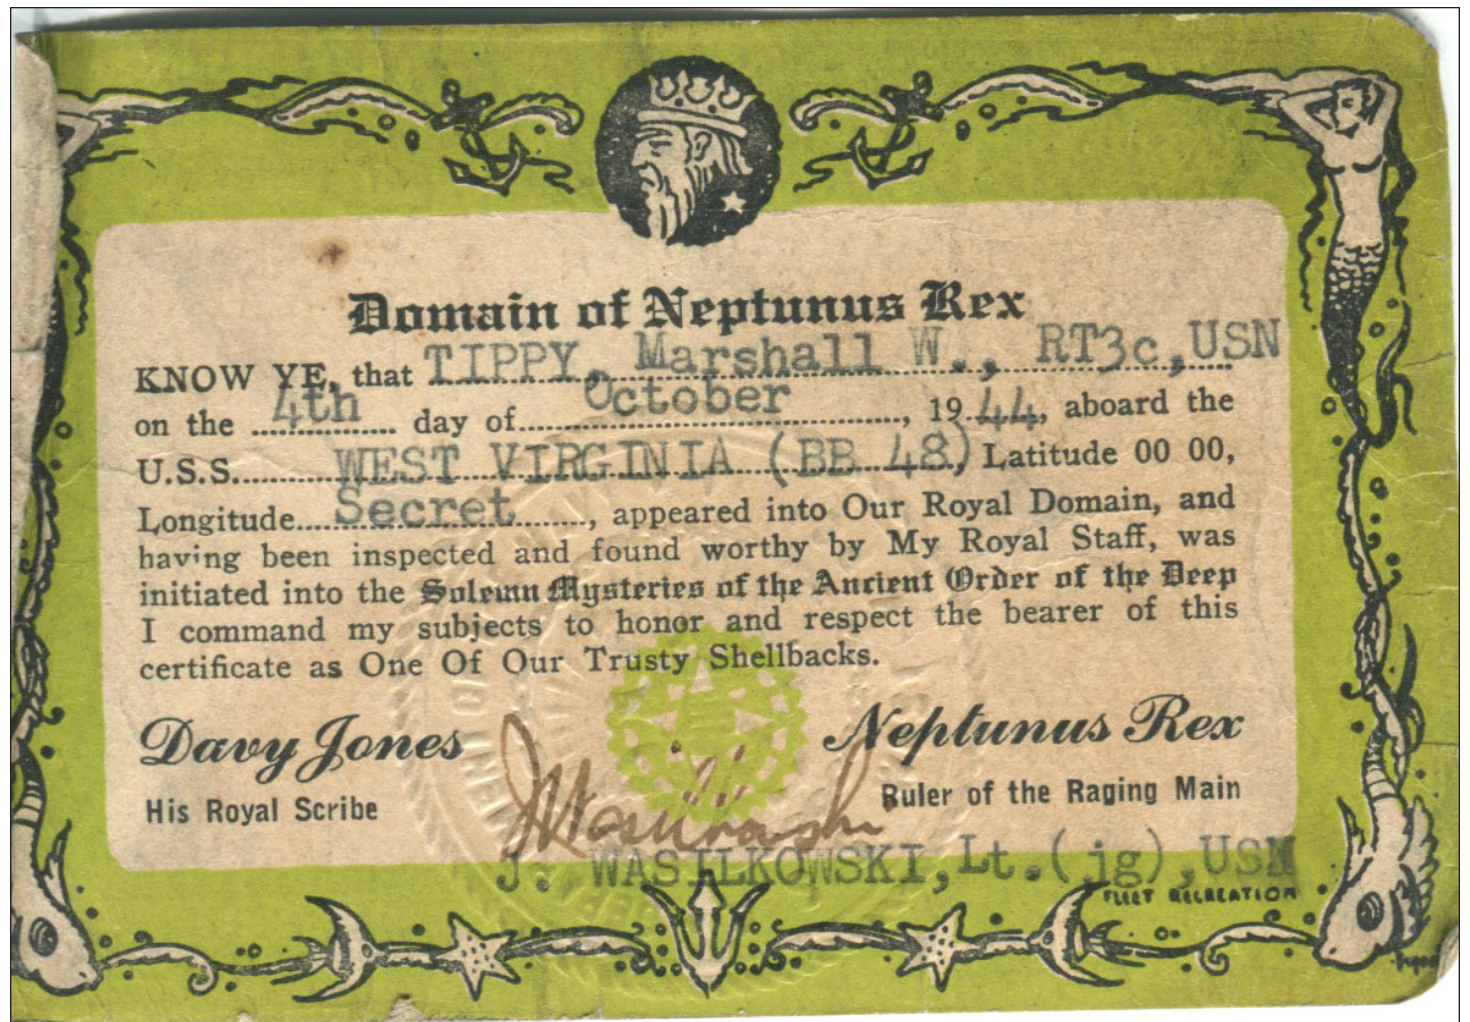 Domain of Neptunus Rex
KNOW YE, that TIPPY, Marshall W., RT3c, USN
on the 4th day of October, 1944, aboard the
U.S.S. WEST VIRGINIA (BB 48), Latitude 00 00,
Longitude Secret, appeared into Our Royal Domain, and
having been inspected and found worthy by My Royal Staff, was
initiated into the Solemn Mysteries of the Ancient Order of the Deep
I command my subjects to honor and respect the bearer of this
certificate as One Of Our Trusty Shellbacks.
Davy Jones
His Royal Scribe
Neptunus Rex
Ruler of the Raging Main
J. WASILKOWSKI, Lt.(jg), USN
FLEET RECREATION